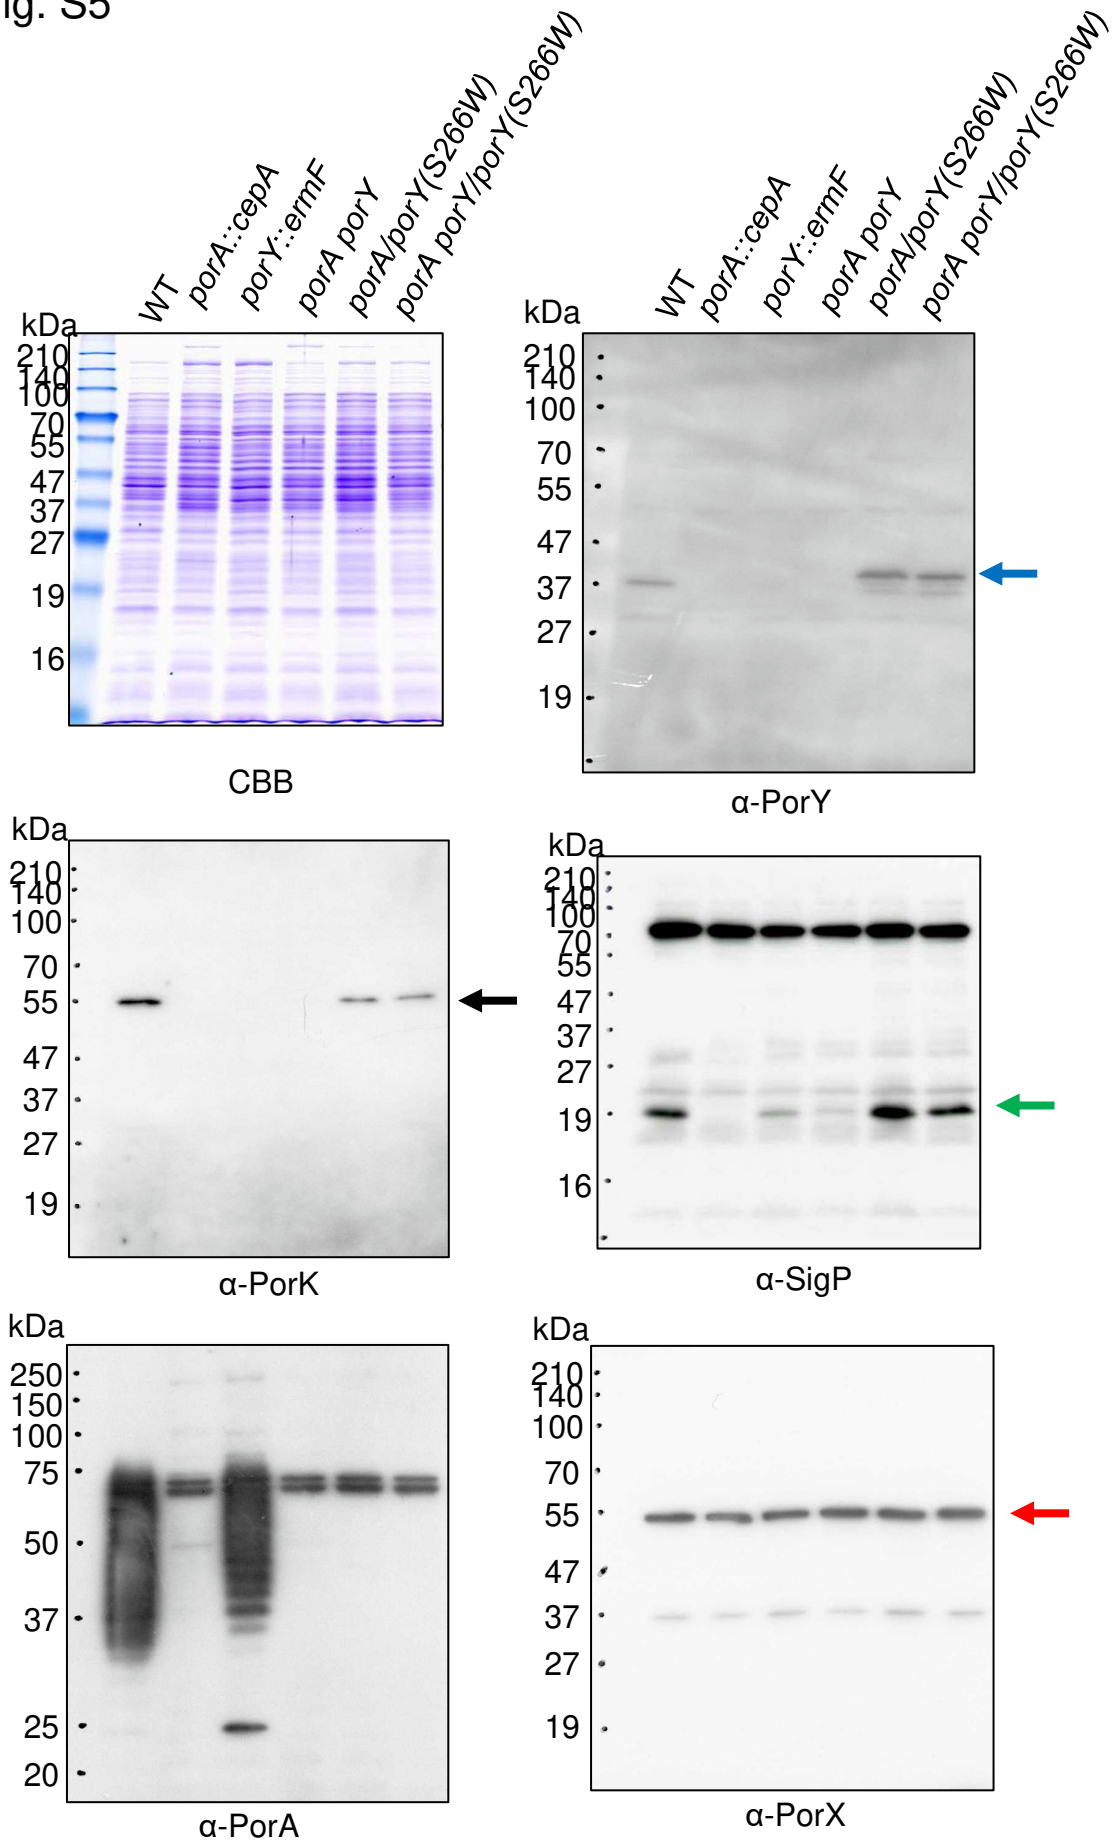 ig. S5
WT
porA::cepA
porY::ermF
porA porY
porA/porY(S266W)
porA porY/porY(S266W)
kDa
210
140
100
70
55
47
37
27
19
16
CBB
WT
porA::cepA
porY::ermF
porA porY
porA/porY(S266W)
porA porY/porY(S266W)
kDa
210
140
100
70
55
47
37
27
19
α-PorY
kDa
210
140
100
70
55
47
37
27
19
α-PorK
kDa
210
140
100
70
55
47
37
27
19
16
α-SigP
kDa
250
150
100
75
50
37
25
20
α-PorA
kDa
210
140
100
70
55
47
37
27
19
α-PorX